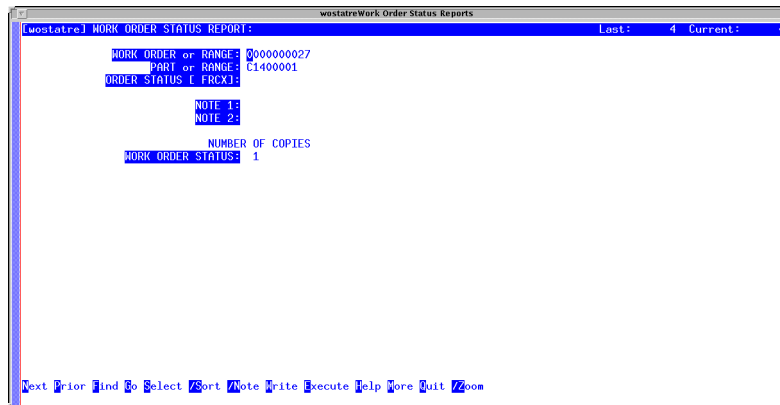 wostatreWork Order Status Reports
[wostatre] WORK ORDER STATUS REPORT: Last: 4 Current:
WORK ORDER or RANGE: 0000000027
PART or RANGE: C1400001
ORDER STATUS [ FRCX]:
NOTE 1:
NOTE 2:
NUMBER OF COPIES
WORK ORDER STATUS: 1
Next Prior Find Go Select /Sort /Note Write Execute Help More Quit /Zoom